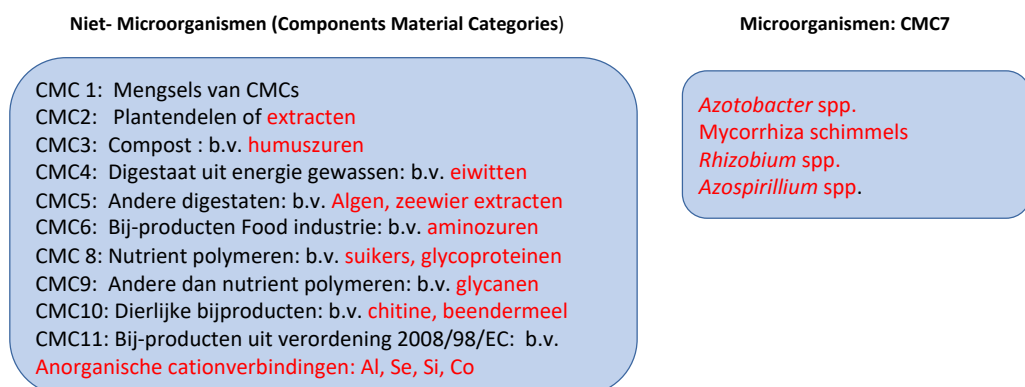 Niet- Microorganismen (Components Material Categories)
CMC 1: Mengsels van CMCs
CMC2: Plantendelen of extracten
CMC3: Compost : b.v. humuszuren
CMC4: Digestaat uit energie gewassen: b.v. eiwitten
CMC5: Andere digestaten: b.v. Algen, zeewier extracten
CMC6: Bij-producten Food industrie: b.v. aminozuren
CMC 8: Nutrient polymeren: b.v. suikers, glycoproteinen
CMC9: Andere dan nutrient polymeren: b.v. glycanen
CMC10: Dierlijke bijproducten: b.v. chitine, beendermeel
CMC11: Bij-producten uit verordening 2008/98/EC: b.v.
Anorganische cationverbindingen: Al, Se, Si, Co
Microorganismen: CMC7
Azotobacter spp.
Mycorrhiza schimmels
Rhizobium spp.
Azospirillium spp.